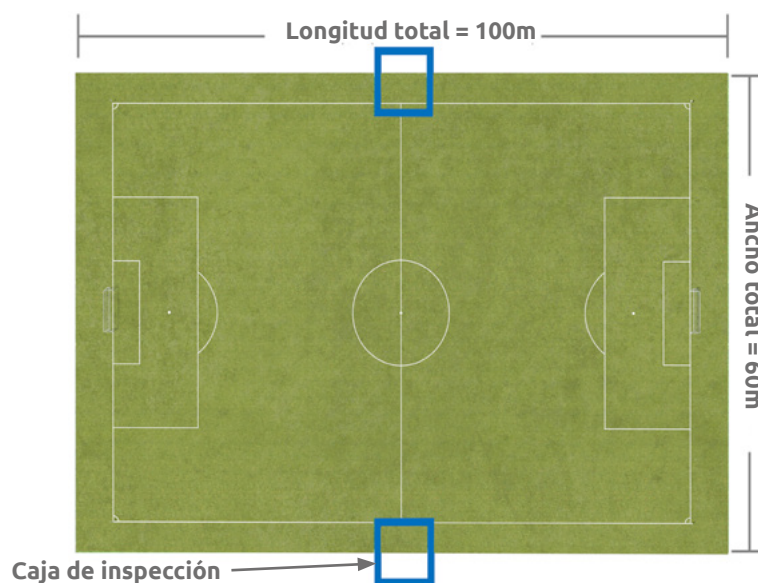 Longitud total = 100m
Ancho total = 60m
Caja de inspección